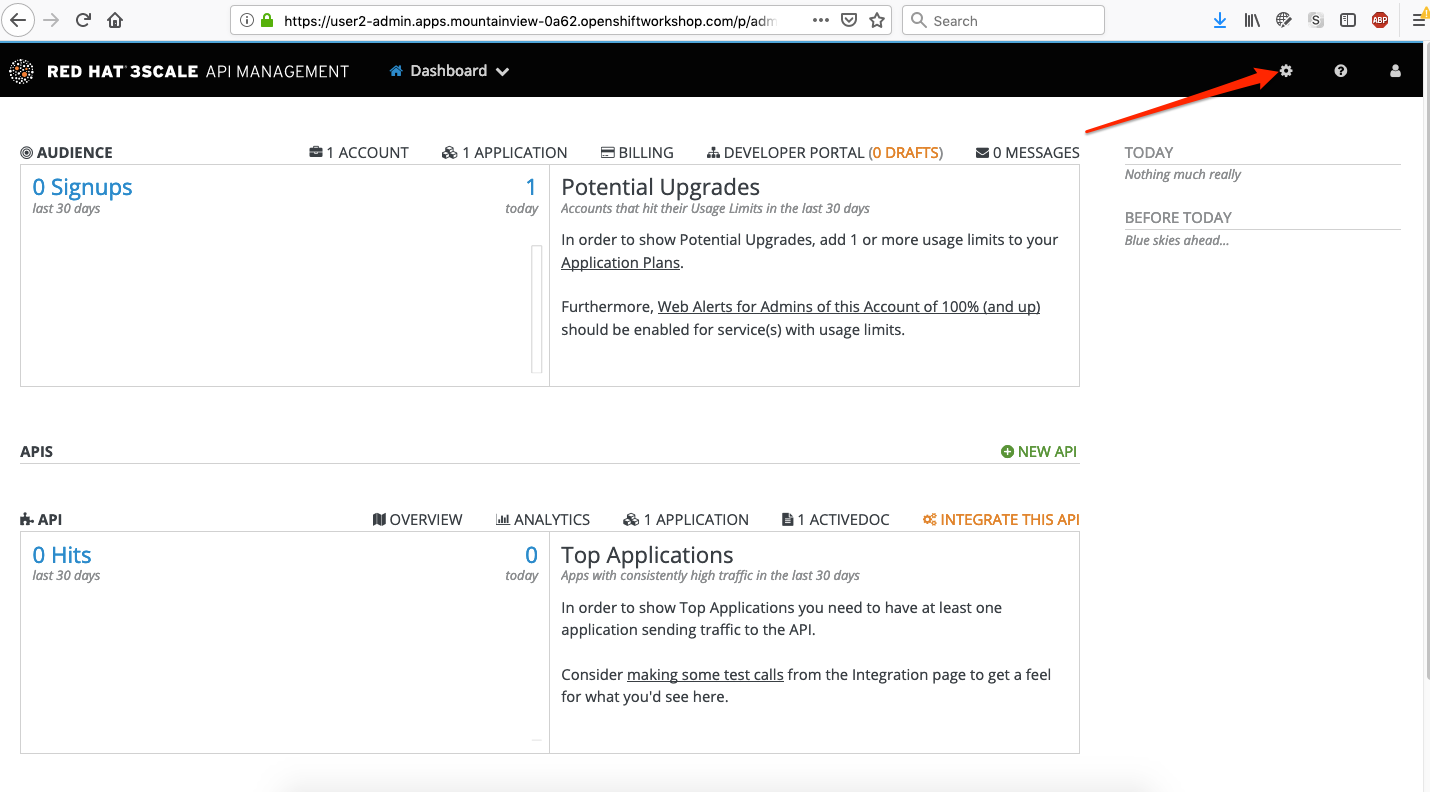 https://user2-admin.apps.mountainview-0a62.openshiftworkshop.com/p/adm
Search
S
ABP
RED HAT® 3SCALE API MANAGEMENT
Dashboard
AUDIENCE
1 ACCOUNT
1 APPLICATION
BILLING
DEVELOPER PORTAL (0 DRAFTS)
0 MESSAGES
0 Signups
last 30 days
1
today
Potential Upgrades
Accounts that hit their Usage Limits in the last 30 days
In order to show Potential Upgrades, add 1 or more usage limits to your
Application Plans.
Furthermore, Web Alerts for Admins of this Account of 100% (and up)
should be enabled for service(s) with usage limits.
TODAY
Nothing much really
BEFORE TODAY
Blue skies ahead...
APIS
NEW API
API
OVERVIEW
ANALYTICS
1 APPLICATION
1 ACTIVEDOC
INTEGRATE THIS API
0 Hits
last 30 days
0
today
Top Applications
Apps with consistently high traffic in the last 30 days
In order to show Top Applications you need to have at least one
application sending traffic to the API.
Consider making some test calls from the Integration page to get a feel
for what you'd see here.